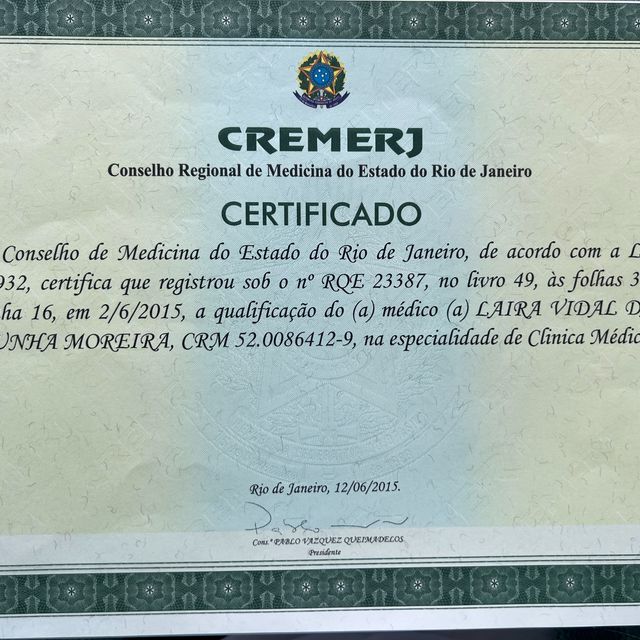 CREMERJ
Conselho Regional de Medicina do Estado do Rio de Janeiro
CERTIFICADO
Conselho de Medicina do Estado do Rio de Janeiro, de acordo com a L
932, certifica que registrou sob o nº RQE 23387, no livro 49, às folhas 3
ha 16, em 2/6/2015, a qualificação do (a) médico (a) LAIRA VIDAL D
UNHA MOREIRA, CRM 52.0086412-9, na especialidade de Clinica Médic
Rio de Janeiro, 12/06/2015.
Cons.º PABLO VAZQUEZ QUEIMADELOS
Presidente